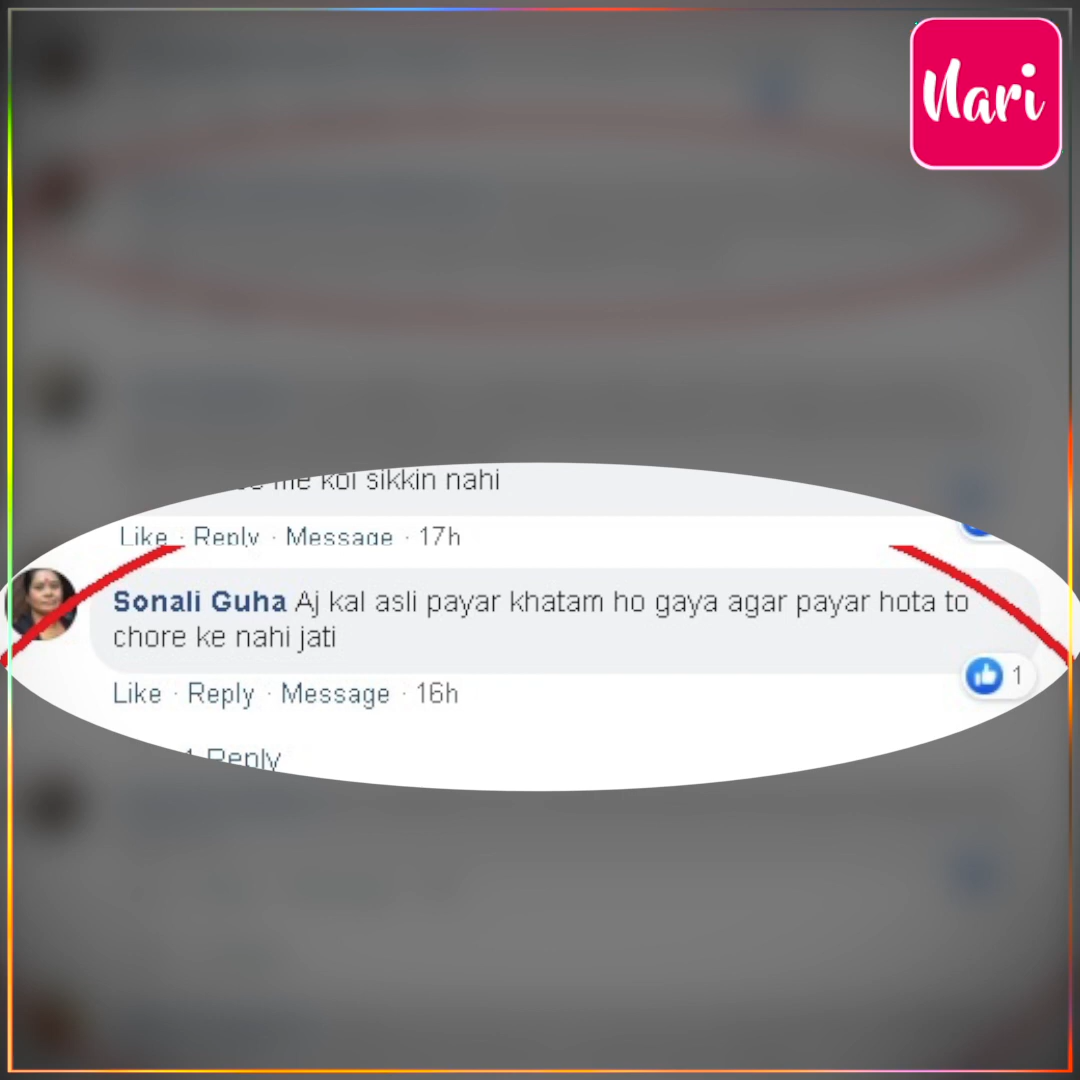 Nari
me koi sikkin nahi
Like · Reply · Message · 17h
Sonali Guha Aj kal asli payar khatam ho gaya agar payar hota to
chore ke nahi jati
1
Like · Reply · Message · 16h
1 Reply